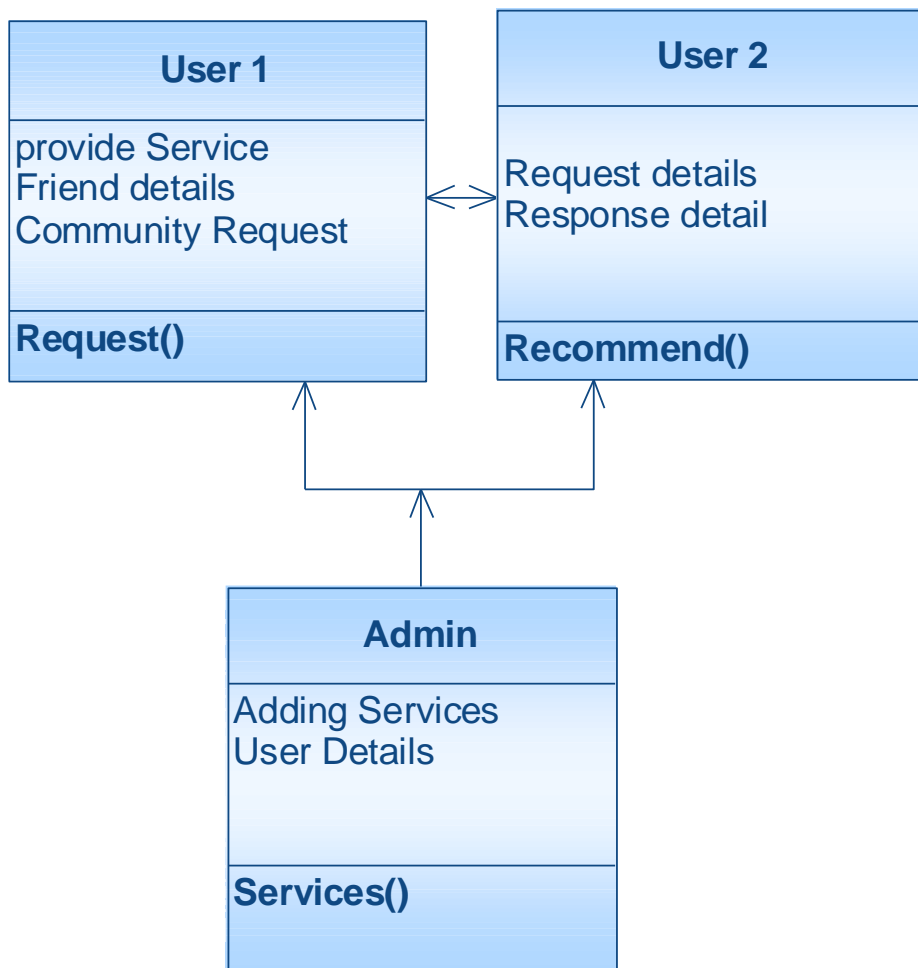 User 1
provide Service
Friend details
Community Request
Request()
User 2
Request details
Response detail
Recommend()
Admin
Adding Services
User Details
Services()